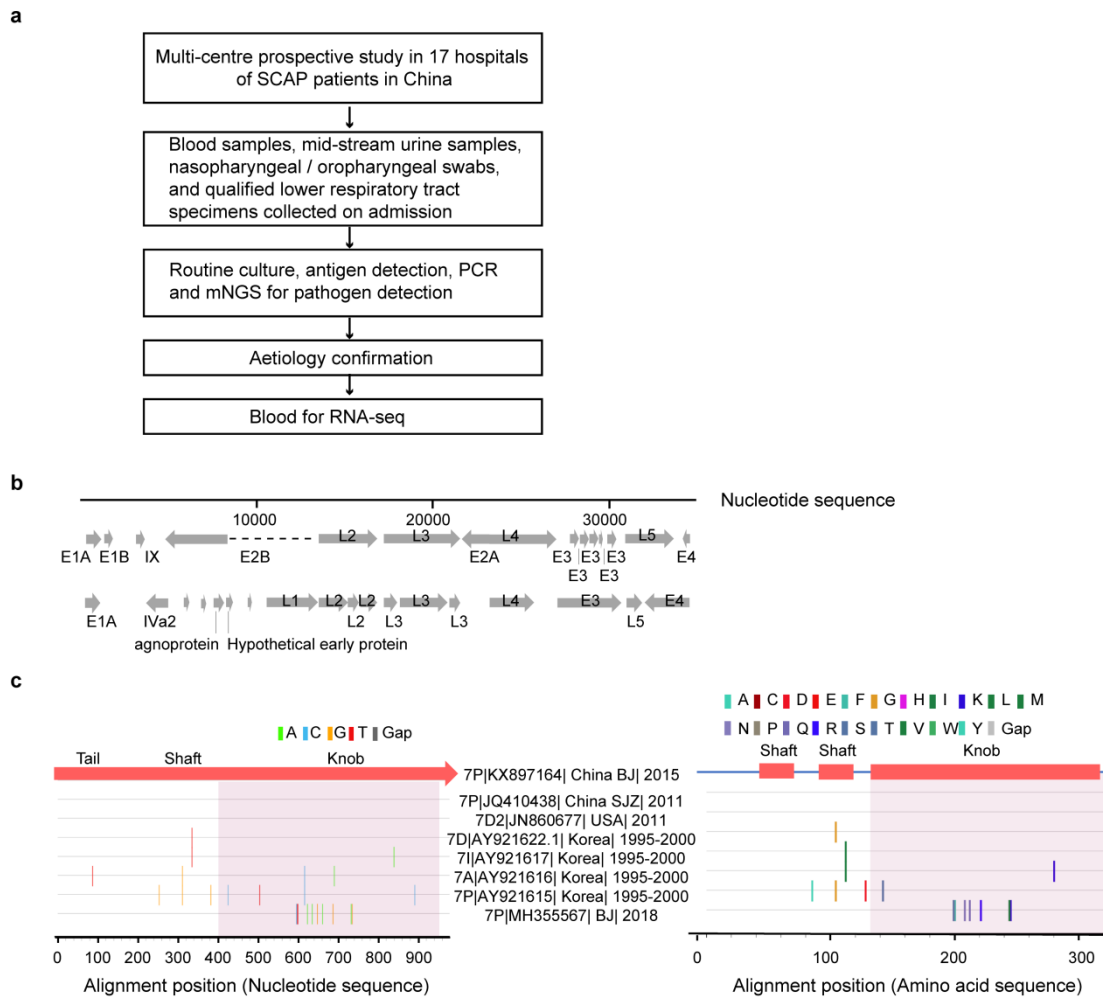 a
Multi-centre prospective study in 17 hospitals
of SCAP patients in China
Blood samples, mid-stream urine samples,
nasopharyngeal / oropharyngeal swabs,
and qualified lower respiratory tract
specimens collected on admission
Routine culture, antigen detection, PCR
and mNGS for pathogen detection
Aetiology confirmation
Blood for RNA-seq
b
Nucleotide sequence
10000 20000 30000
L2 L3 L4 L5
E1A E1B IX E2B E2A E3 E3 E3 E4
E3 E3
L1 L2 L2 L3 L4 E3 E4
E1A IVa2 L2 L3 L3 L5
agnoprotein Hypothetical early protein
c
A C D E F G H I K L M
N P Q R S T V W Y Gap
A C G T Gap
Tail Shaft Knob
Shaft Shaft Knob
7P|KX897164| China BJ| 2015
7P|JQ410438| China SJZ| 2011
7D2|JN860677| USA| 2011
7D|AY921622.1| Korea| 1995-2000
7I|AY921617| Korea| 1995-2000
7A|AY921616| Korea| 1995-2000
7P|AY921615| Korea| 1995-2000
7P|MH355567| BJ| 2018
0 100 200 300 400 500 600 700 800 900
Alignment position (Nucleotide sequence)
0 100 200 300
Alignment position (Amino acid sequence)